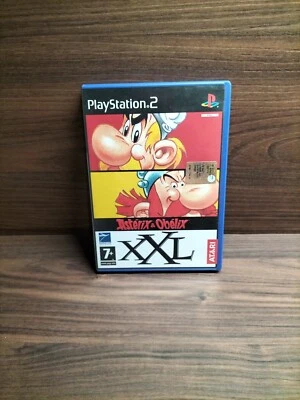 PlayStation.2
Astérix & Obélix
XXL
7+
ATARI